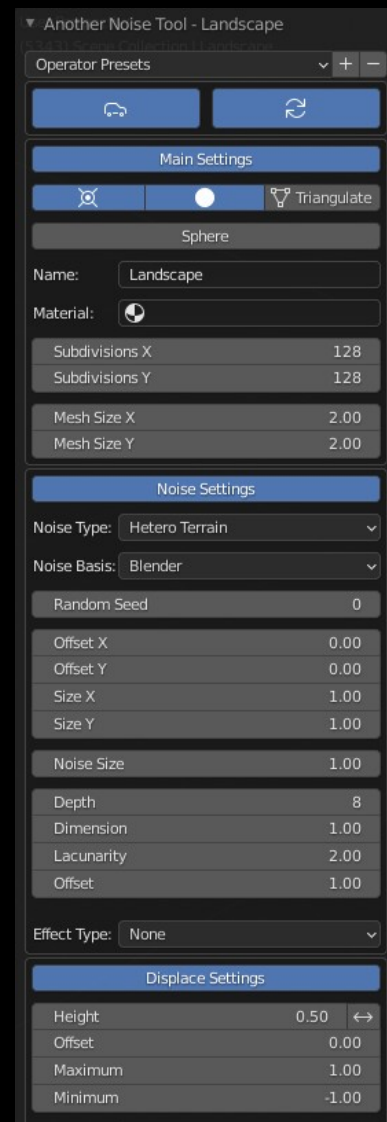 Another Noise Tool - Landscape
(5343) Scene Collection | Landscape
Operator Presets
Main Settings
Triangulate
Sphere
Name: Landscape
Material:
Subdivisions X 128
Subdivisions Y 128
Mesh Size X 2.00
Mesh Size Y 2.00
Noise Settings
Noise Type: Hetero Terrain
Noise Basis: Blender
Random Seed 0
Offset X 0.00
Offset Y 0.00
Size X 1.00
Size Y 1.00
Noise Size 1.00
Depth 8
Dimension 1.00
Lacunarity 2.00
Offset 1.00
Effect Type: None
Displace Settings
Height 0.50
Offset 0.00
Maximum 1.00
Minimum -1.00